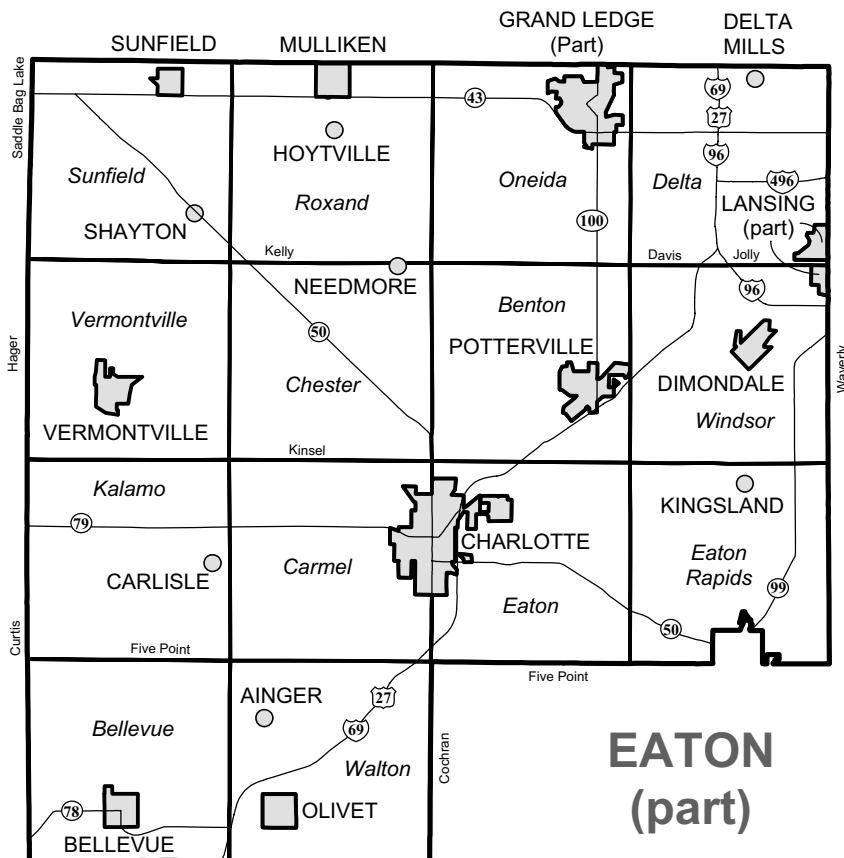 SUNFIELD
MULLIKEN
GRAND LEDGE
(Part)
DELTA
MILLS
Saddle Bag Lake
69
43
27
HOYTVILLE
96
Sunfield
Oneida
Delta
496
Roxand
LANSING
(part)
SHAYTON
100
Kelly
Davis
Jolly
NEEDMORE
96
Benton
Vermontville
50
Hager
POTTERVILLE
Waverly
Chester
DIMONDALE
Windsor
VERMONTVILLE
Kinsel
Kalamo
KINGSLAND
79
CHARLOTTE
Eaton
Rapids
CARLISLE
Carmel
99
Eaton
50
Curtis
Five Point
Five Point
AINGER
27
Bellevue
69
Cochran
EATON
(part)
Walton
78
OLIVET
BELLEVUE